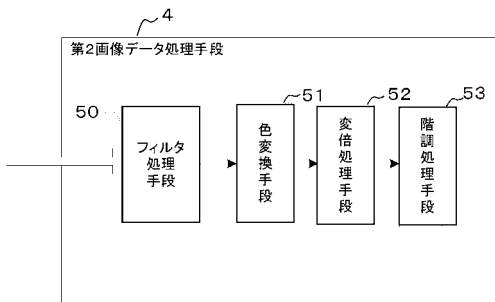 4
第2画像データ処理手段
50
フィルタ
処理
手段
51
色変換手段
52
変倍処理手段
53
階調処理手段